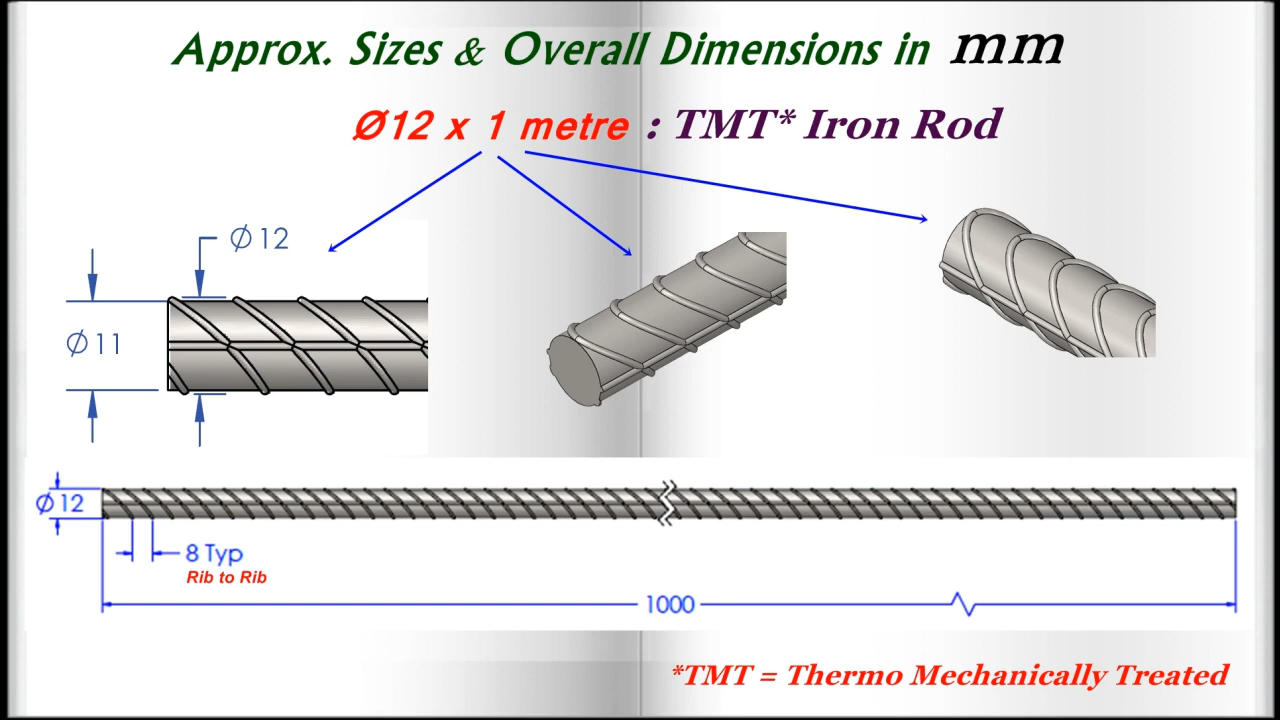 Approx. Sizes & Overall Dimensions in mm
Ø12 x 1 metre : TMT* Iron Rod
Ø12
Ø11
Ø12
8 Typ
Rib to Rib
1000
*TMT = Thermo Mechanically Treated